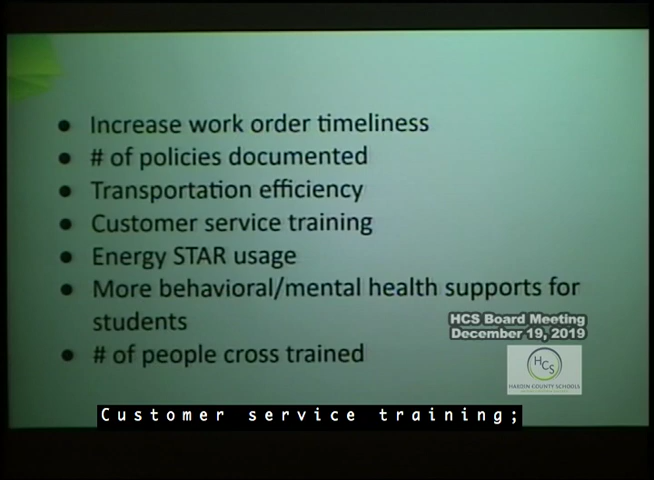 ● Increase work order timeliness
● # of policies documented
● Transportation efficiency
● Customer service training
● Energy STAR usage
● More behavioral/mental health supports for
students
● # of people cross trained
HCS Board Meeting
December 19, 2019
HCS
HARDIN COUNTY SCHOOLS
Customer service training;